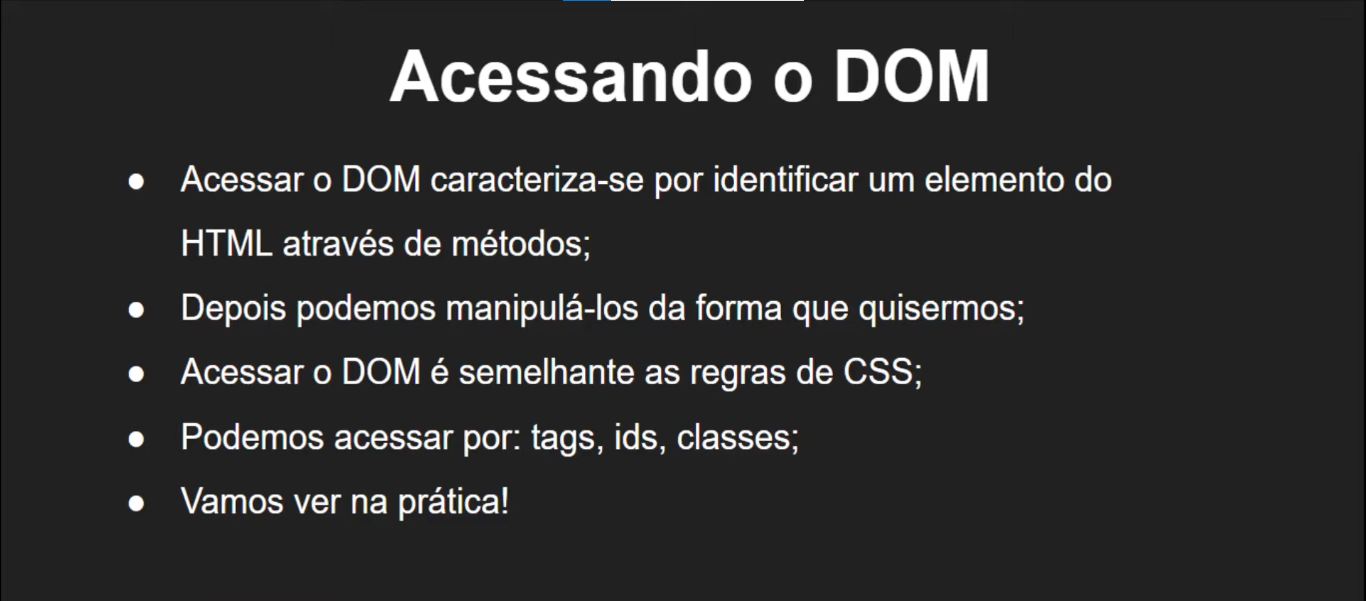 Acessando o DOM
● Acessar o DOM caracteriza-se por identificar um elemento do
HTML através de métodos;
● Depois podemos manipulá-los da forma que quisermos;
● Acessar o DOM é semelhante as regras de CSS;
● Podemos acessar por: tags, ids, classes;
● Vamos ver na prática!